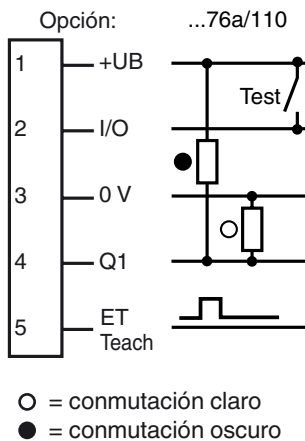 Opción: ...76a/110
1 +UB
Test
2 I/O
3 0 V
4 Q1
5 ET
Teach
= conmutación claro
= conmutación oscuro